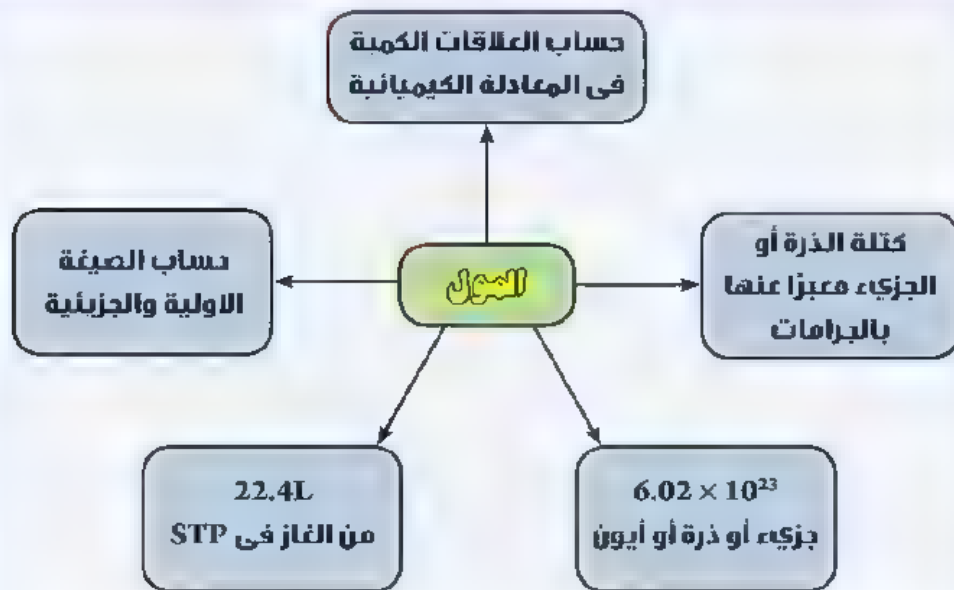 حساب العلاقات الكمية
فى المعادلة الكيميائية
كتلة الذرة أو
الجزيء معبرًا عنها
بالجرامات
المول
حساب الصيغة
الاولية والجزيئية
6.02 × 10²³
جزيء أو ذرة أو أيون
22.4L
من الغاز فى STP